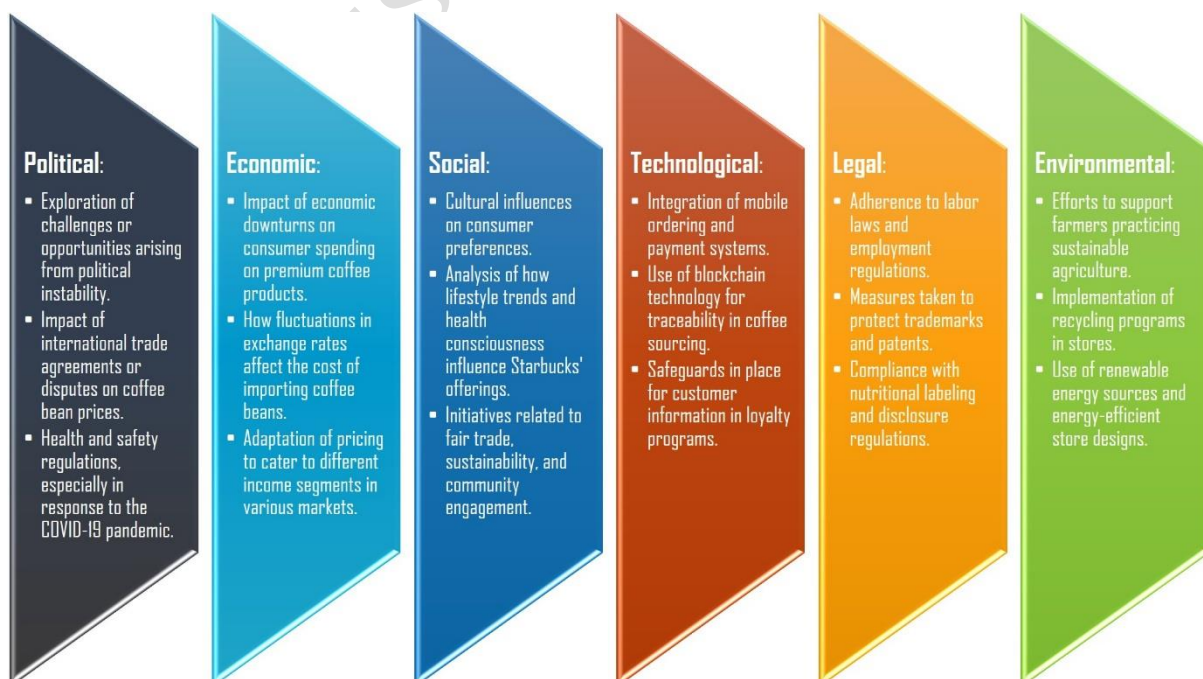 Political:
▪ Exploration of
challenges or
opportunities arising
from political
instability.
▪ Impact of
international trade
agreements or
disputes on coffee
bean prices.
▪ Health and safety
regulations,
especially in
response to the
COVID-19 pandemic.
Economic:
▪ Impact of economic
downturns on
consumer spending
on premium coffee
products.
▪ How fluctuations in
exchange rates
affect the cost of
importing coffee
beans.
▪ Adaptation of pricing
to cater to different
income segments in
various markets.
Social:
▪ Cultural influences
on consumer
preferences.
▪ Analysis of how
lifestyle trends and
health
consciousness
influence Starbucks'
offerings.
▪ Initiatives related to
fair trade,
sustainability, and
community
engagement.
Technological:
▪ Integration of mobile
ordering and
payment systems.
▪ Use of blockchain
technology for
traceability in coffee
sourcing.
▪ Safeguards in place
for customer
information in loyalty
programs.
Legal:
▪ Adherence to labor
laws and
employment
regulations.
▪ Measures taken to
protect trademarks
and patents.
▪ Compliance with
nutritional labeling
and disclosure
regulations.
Environmental:
▪ Efforts to support
farmers practicing
sustainable
agriculture.
▪ Implementation of
recycling programs
in stores.
▪ Use of renewable
energy sources and
energy-efficient
store designs.